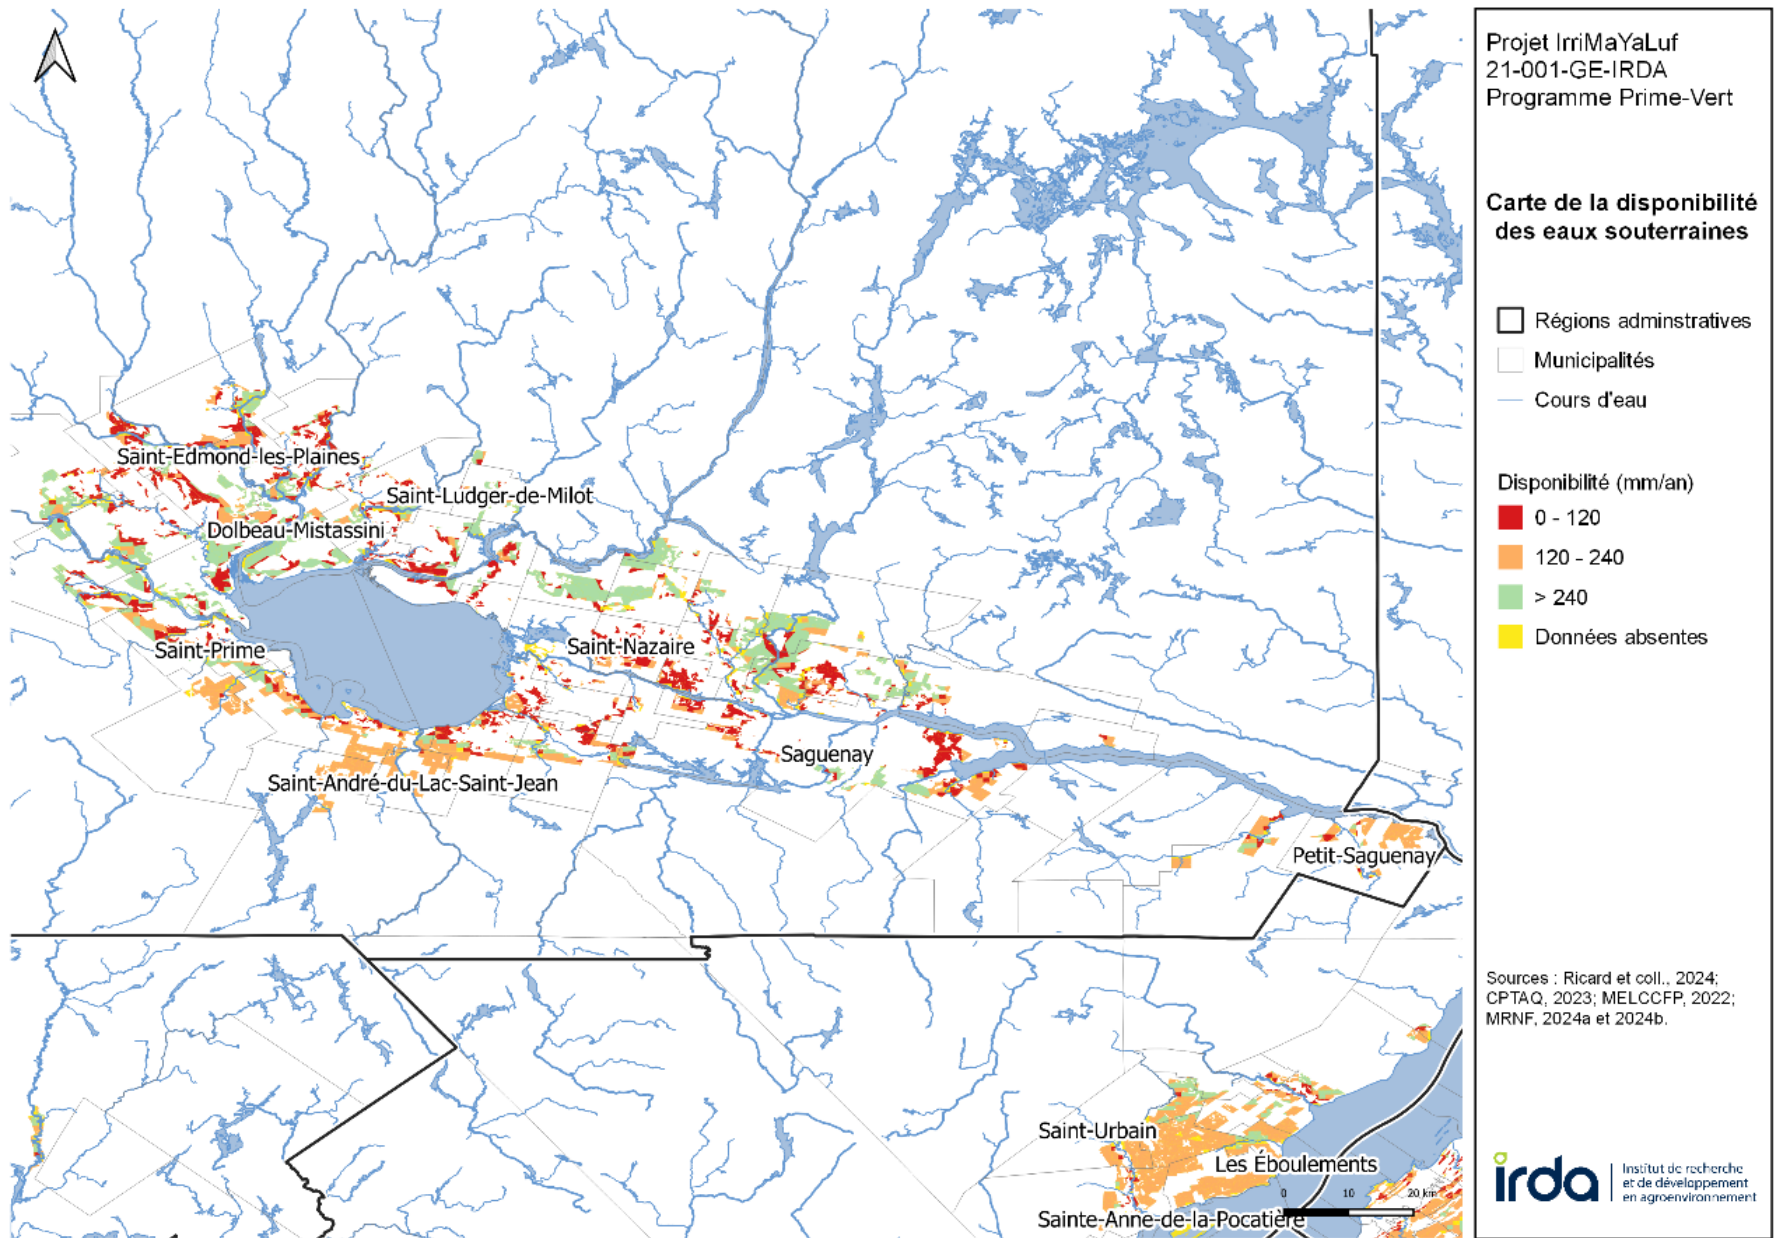 Projet IrriMaYaLuf
21-001-GE-IRDA
Programme Prime-Vert
Carte de la disponibilité
des eaux souterraines
Régions adminstratives
Municipalités
Cours d'eau
Disponibilité (mm/an)
0 - 120
120 - 240
> 240
Données absentes
Sources : Ricard et coll., 2024;
CPTAQ, 2023; MELCCFP, 2022;
MRNF, 2024a et 2024b.
irda
Institut de recherche
et de développement
en agroenvironnement
Saint-Edmond-les-Plaines
Saint-Ludger-de-Milot
Dolbeau-Mistassini
Saint-Prime
Saint-Nazaire
Saguenay
Saint-André-du-Lac-Saint-Jean
Petit-Saguenay
Saint-Urbain
Les Éboulements
0 10 20 km
Sainte-Anne-de-la-Pocatière